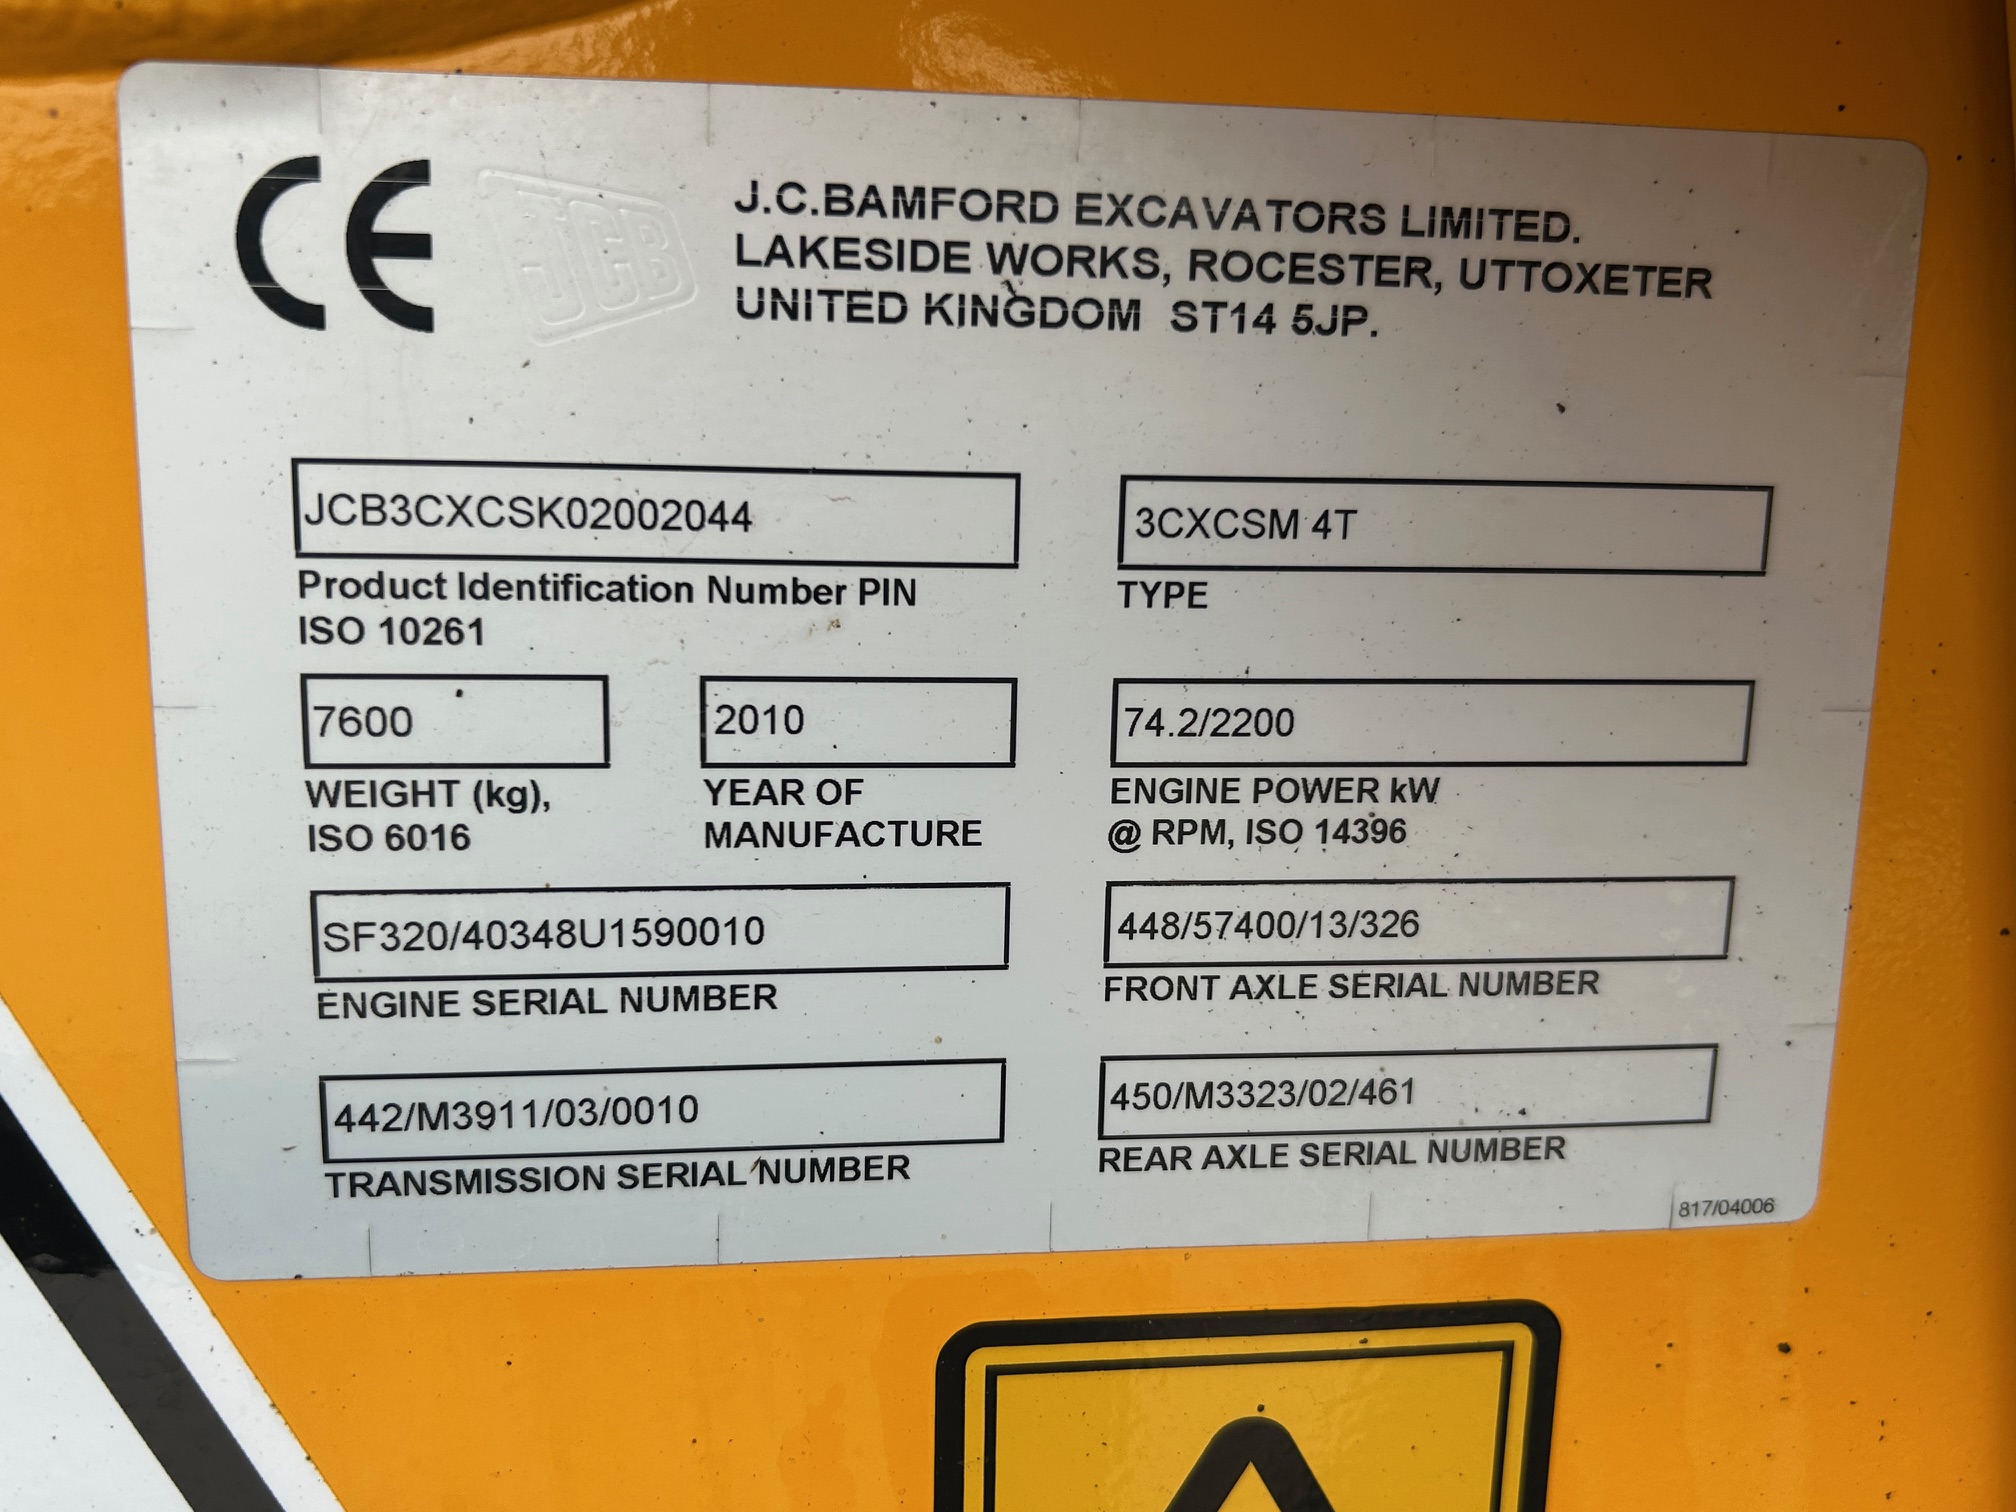 CE
JCB
J.C.BAMFORD EXCAVATORS LIMITED.
LAKESIDE WORKS, ROCESTER, UTTOXETER
UNITED KINGDOM ST14 5JP.
JCB3CXCSK02002044
Product Identification Number PIN
ISO 10261
3CXCSM 4T
TYPE
7600
WEIGHT (kg),
ISO 6016
2010
YEAR OF
MANUFACTURE
74.2/2200
ENGINE POWER kW
@ RPM, ISO 14396
SF320/40348U1590010
ENGINE SERIAL NUMBER
448/57400/13/326
FRONT AXLE SERIAL NUMBER
442/M3911/03/0010
TRANSMISSION SERIAL NUMBER
450/M3323/02/461
REAR AXLE SERIAL NUMBER
817/04006